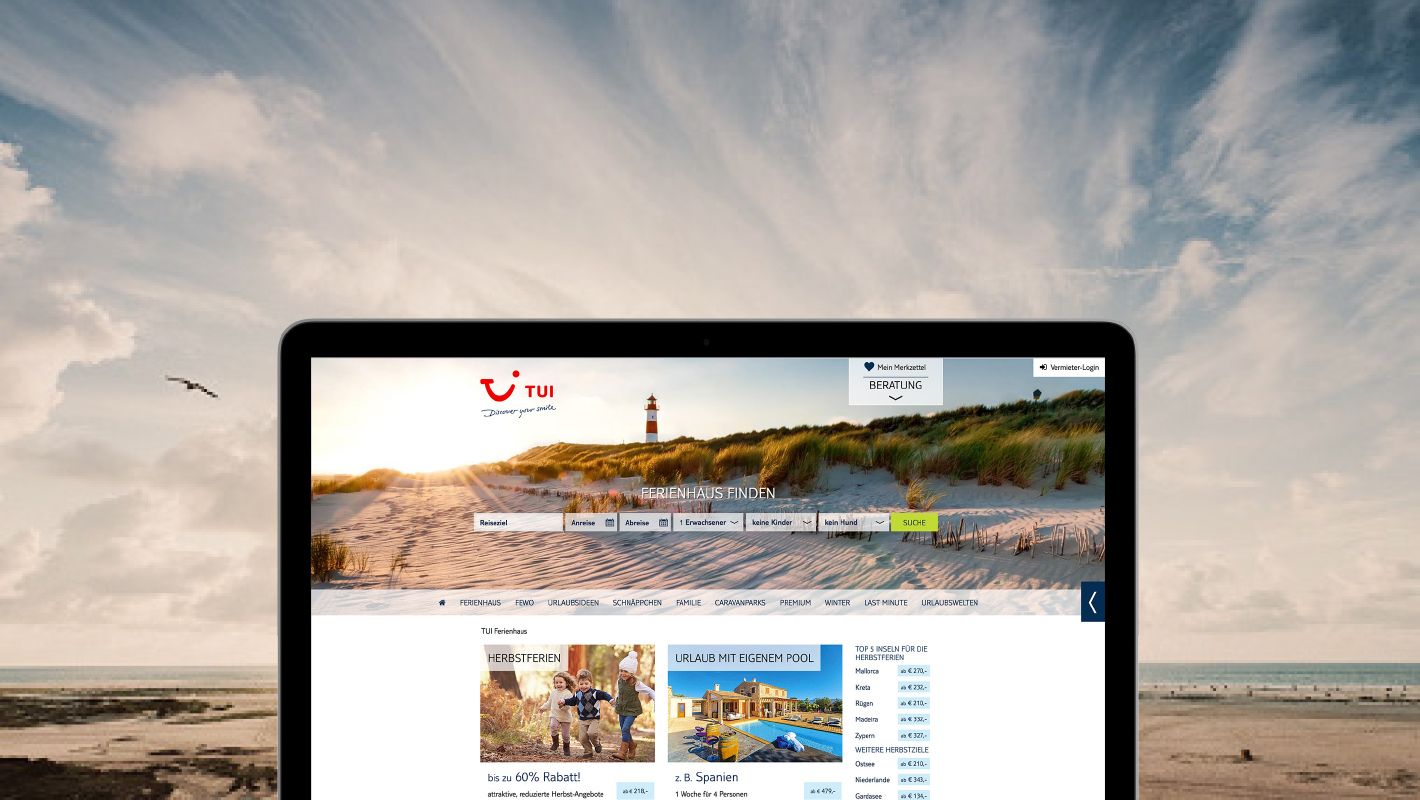 TUI
Discover your smile
Mein Merkzettel
BERATUNG
Vermieter-Login
FERIENHAUS FINDEN
Reiseziel
Anreise
Abreise
1 Erwachsener
keine Kinder
kein Hund
SUCHE
FERIENHAUS FEWO URLAUBSIDEEN SCHNÄPPCHEN FAMILIE CARAVANPARKS PREMIUM WINTER LAST MINUTE URLAUBSWELTEN
TUI Ferienhaus
HERBSTFERIEN
bis zu 60% Rabatt!
attraktive, reduzierte Herbst-Angebote
ab € 218,-
URLAUB MIT EIGENEM POOL
z. B. Spanien
1 Woche für 4 Personen
ab € 479,-
TOP 5 INSELN FÜR DIE
HERBSTFERIEN
Mallorca ab € 270,-
Kreta ab € 232,-
Rügen ab € 210,-
Madeira ab € 332,-
Zypern ab € 327,-
WEITERE HERBSTZIELE
Ostsee ab € 210,-
Niederlande ab € 343,-
Gardasee ab € 134,-